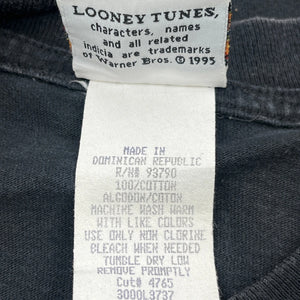 LOONEY TUNES,
characters, names
and all related
indicia are trademarks
of Warner Bros. © 1995
MADE IN
DOMINICAN REPUBLIC
R/N# 93790
100/COTTON
ALGODON/COTON
MACHINE WASH WARM
WITH LIKE COLORS
USE ONLY NON CHLORINE
BLEACH WHEN NEEDED
TUMBLE DRY LOW
REMOVE PROMPTLY
Cut# 4765
3000L3737